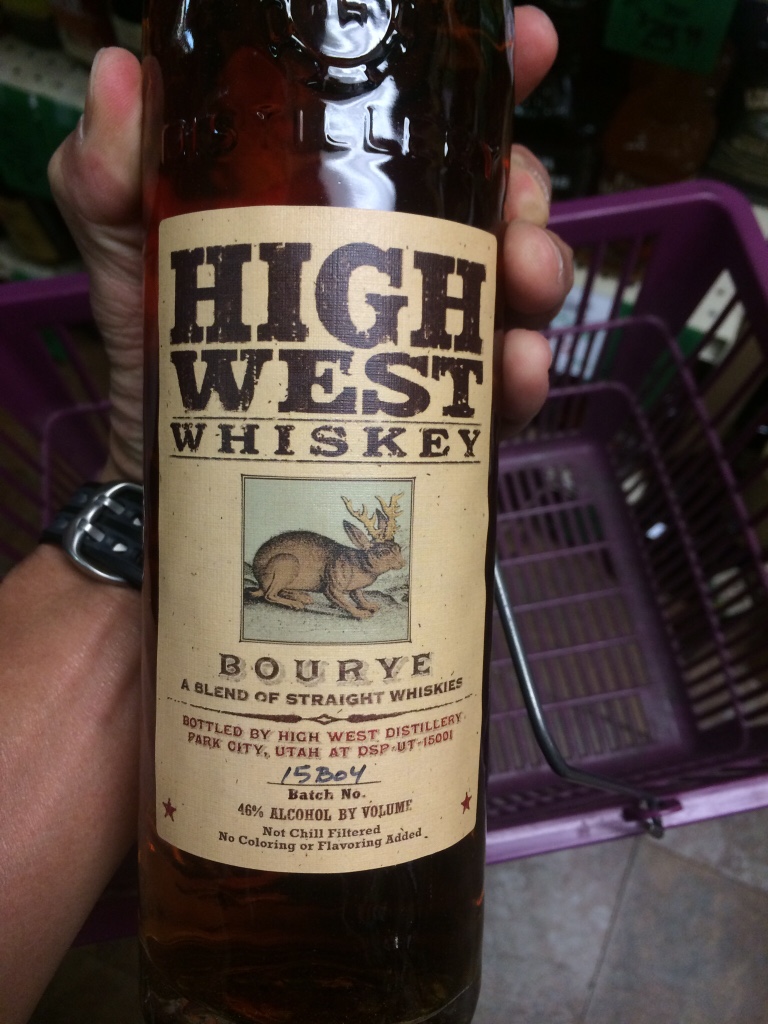 DISTILLERY
HIGH
WEST
WHISKEY
BOURYE
A BLEND OF STRAIGHT WHISKIES
BOTTLED BY HIGH WEST DISTILLERY
PARK CITY, UTAH AT DSP-UT-15001
15B04
Batch No.
46% ALCOHOL BY VOLUME
Not Chill Filtered
No Coloring or Flavoring Added